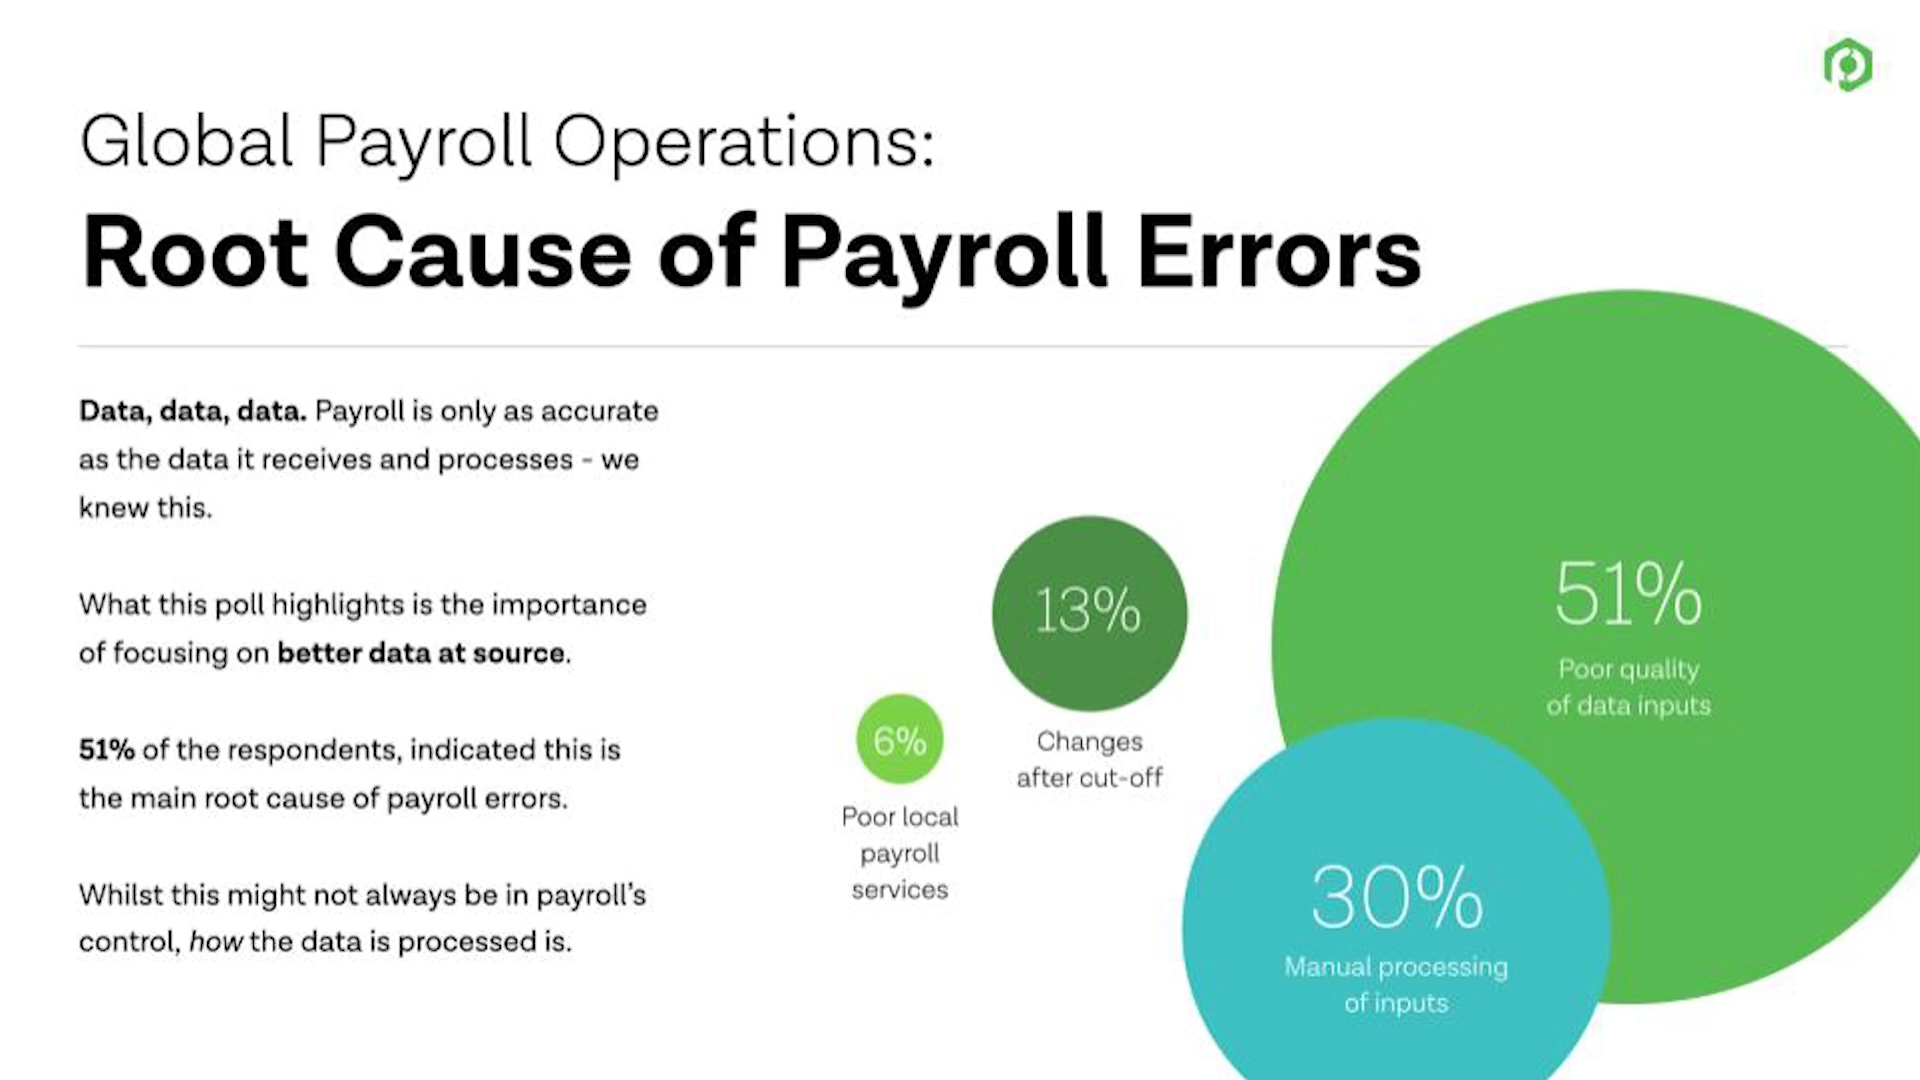 Global Payroll Operations:
Root Cause of Payroll Errors
Data, data, data. Payroll is only as accurate
as the data it receives and processes - we
knew this.
What this poll highlights is the importance
of focusing on better data at source.
51% of the respondents, indicated this is
the main root cause of payroll errors.
Whilst this might not always be in payroll's
control, how the data is processed is.
6%
Poor local
payroll
services
13%
Changes
after cut-off
51%
Poor quality
of data inputs
30%
Manual processing
of inputs